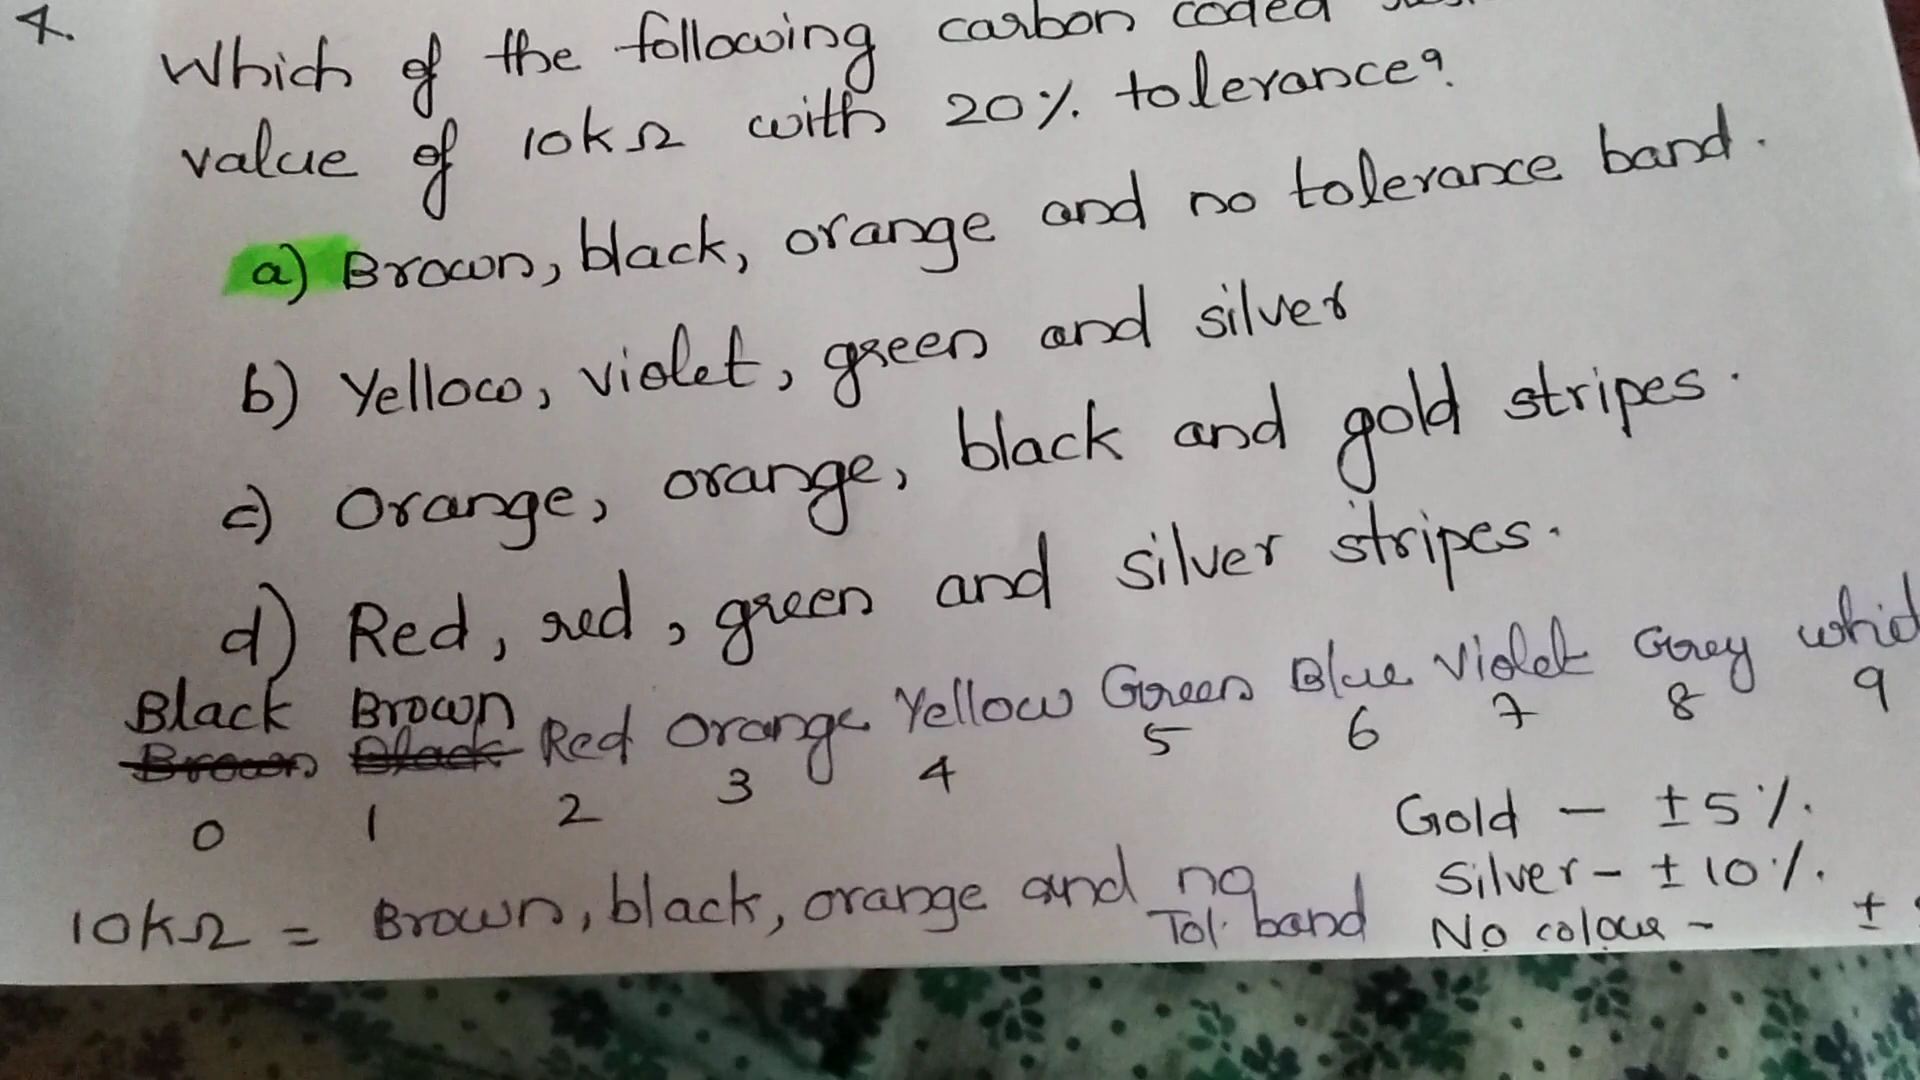 4.
Which of the following carbon coded
value of 10kΩ with 20% tolerance?
a) Brown, black, orange and no tolerance band.
b) Yellow, violet, green and silver
c) Orange, orange, black and gold stripes.
d) Red, red, green and silver stripes.
Black Brown Red Orange Yellow Green Blue Violet Grey
Brown Black
0 1 2 3 4 5 6 7 8 9
Gold - ±5%.
Silver - ±10%.
No colour - ±
10kΩ = Brown, black, orange and no Tol. band